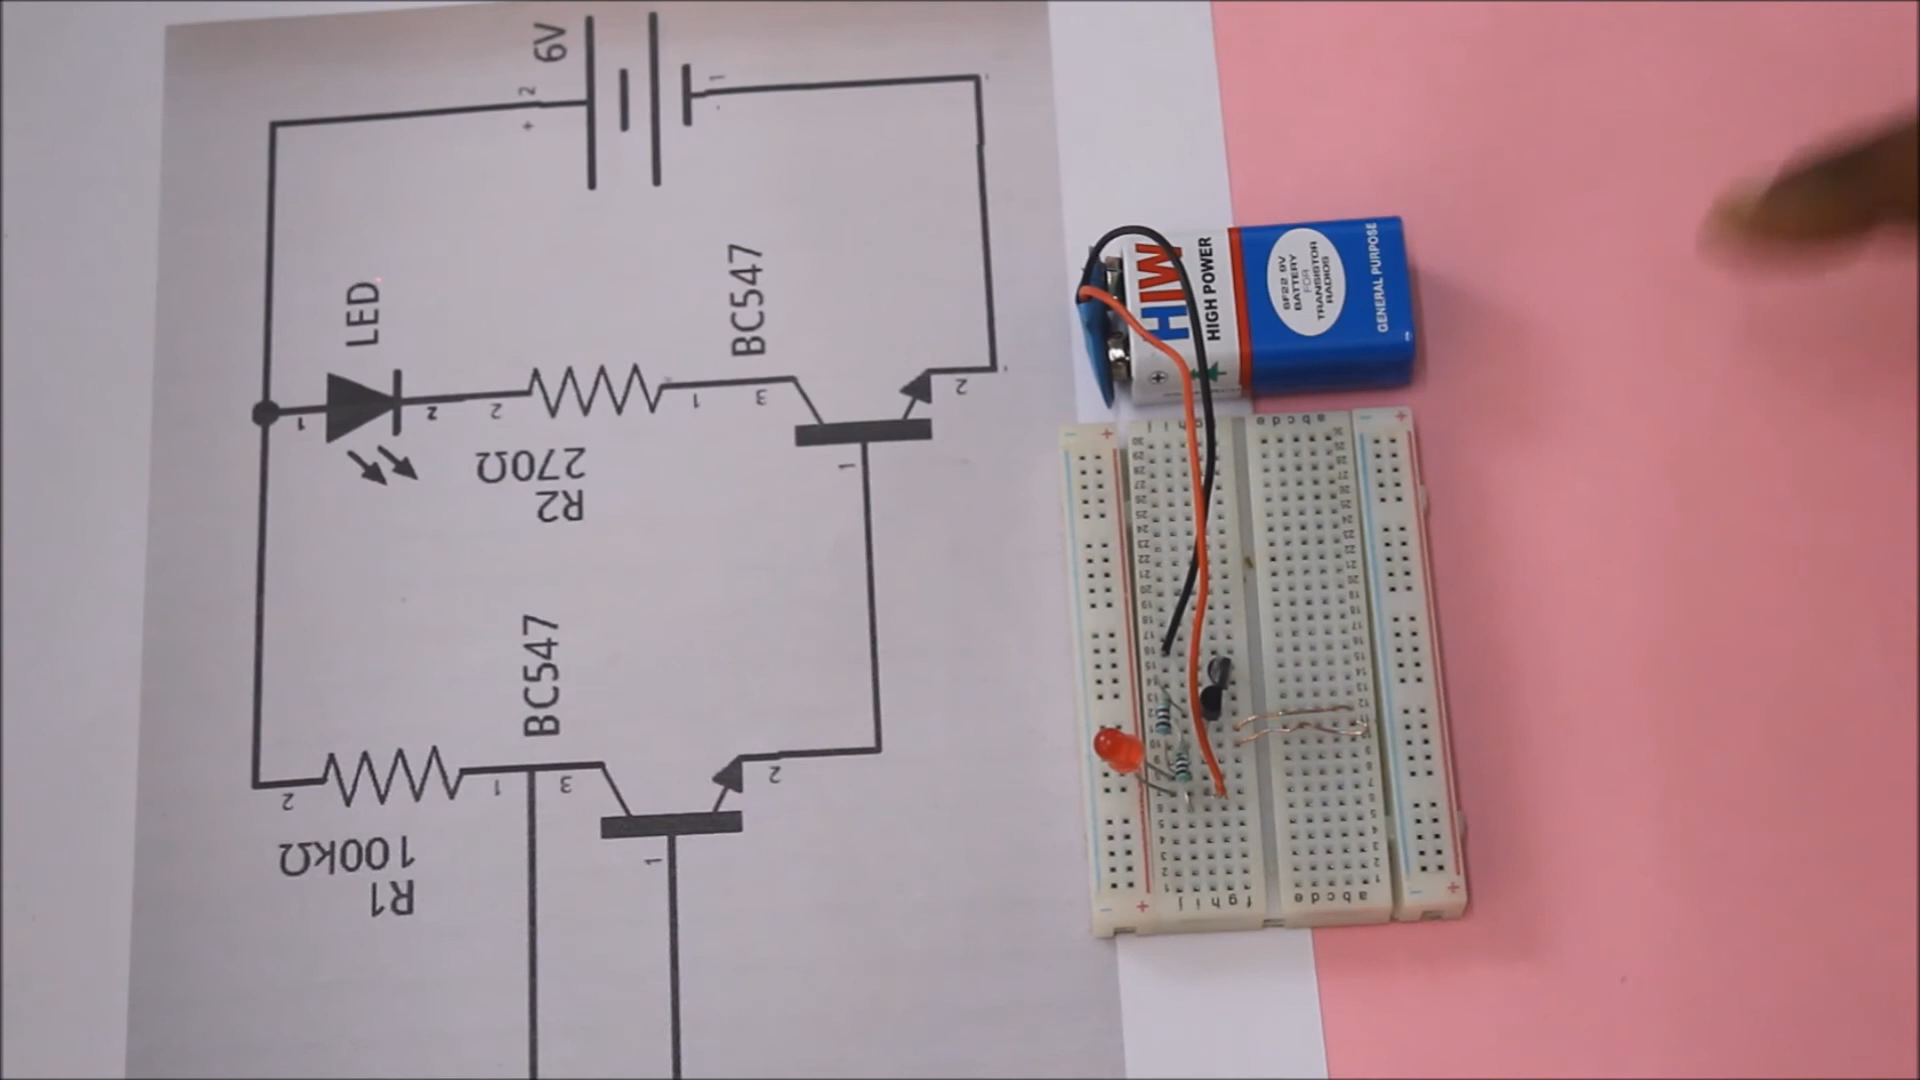 6V
+ 2
1
LED
1
2
2
270Ω
R2
1
3
BC547
2
1
BC547
2
100kΩ
R1
1
3
2
1
HIW
HIGH POWER
6F22 9V
BATTERY
FOR
TRANSISTOR
RADIOS
GENERAL PURPOSE
+
- +
a b c d e
- +
f g h i j
a b c d e
- +
- +